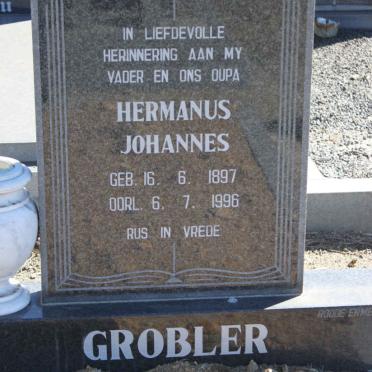 IN LIEFDEVOLLE
HERINNERING AAN MY
VADER EN ONS OUPA
HERMANUS
JOHANNES
GEB. 16. 6. 1897
OORL. 6. 7. 1996
RUS IN VREDE
GROBLER